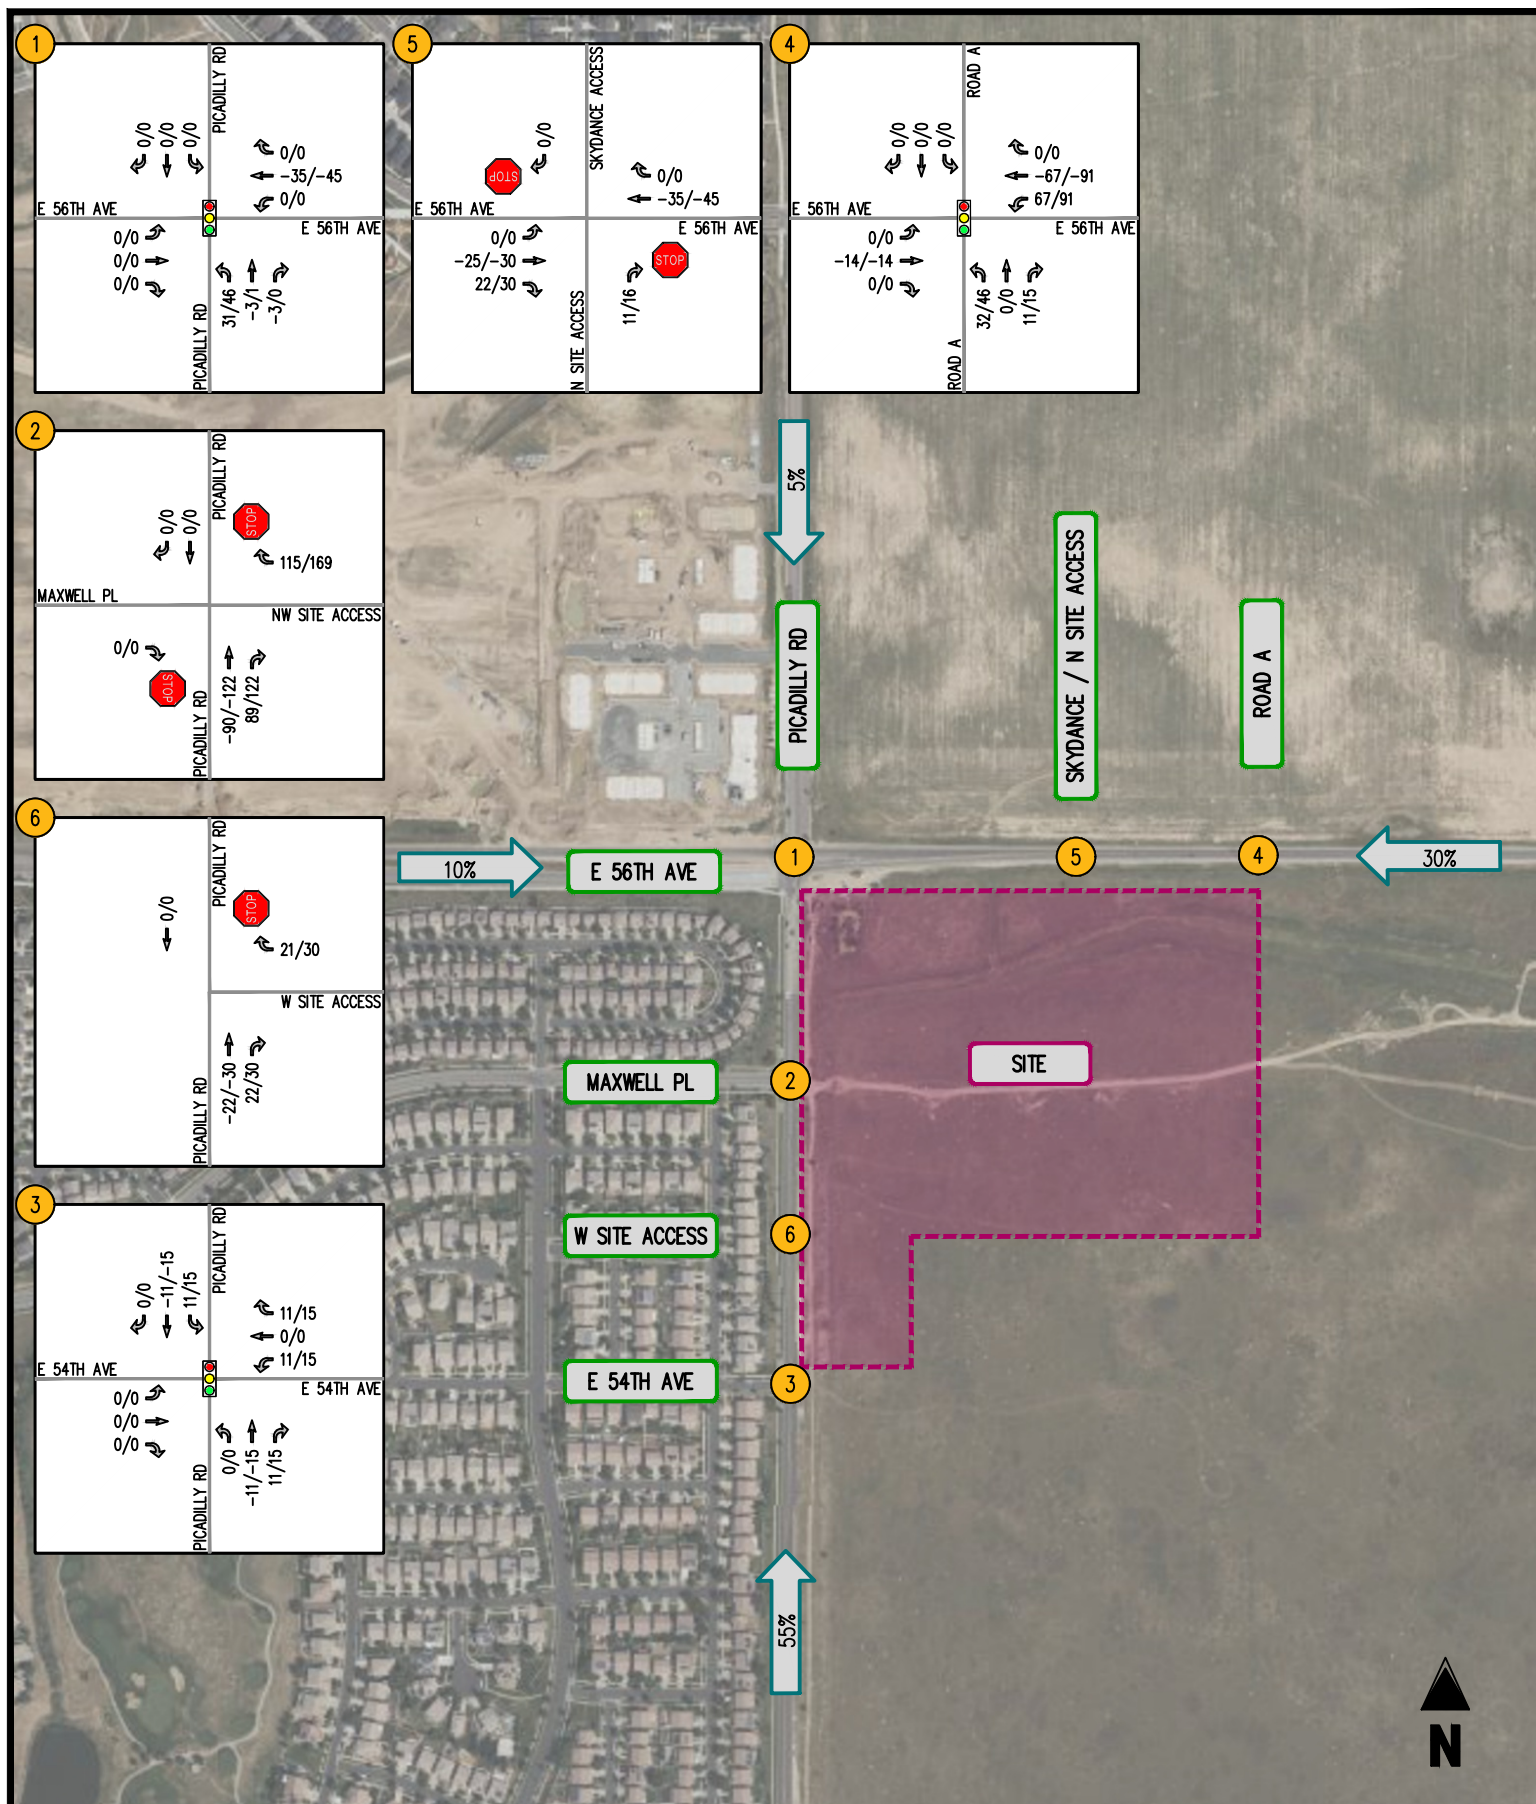 1
PICADILLY RD
0/0
0/0
0/0
0/0
-35/-45
0/0
E 56TH AVE
E 56TH AVE
0/0
0/0
0/0
31/46
-3/1
-3/0
PICADILLY RD
5
SKYDANCE ACCESS
STOP
0/0
0/0
-35/-45
E 56TH AVE
E 56TH AVE
0/0
-25/-30
22/30
STOP
11/16
N SITE ACCESS
4
ROAD A
0/0
0/0
0/0
0/0
-67/-91
67/91
E 56TH AVE
E 56TH AVE
0/0
-14/-14
0/0
32/46
0/0
11/15
ROAD A
2
PICADILLY RD
STOP
0/0
0/0
115/169
MAXWELL PL
NW SITE ACCESS
0/0
STOP
-90/-122
89/122
PICADILLY RD
6
PICADILLY RD
STOP
0/0
21/30
W SITE ACCESS
-22/-30
22/30
PICADILLY RD
3
PICADILLY RD
0/0
-11/-15
11/15
11/15
0/0
11/15
E 54TH AVE
E 54TH AVE
0/0
0/0
0/0
0/0
-11/-15
11/15
PICADILLY RD
5%
PICADILLY RD
SKYDANCE / N SITE ACCESS
ROAD A
10%
E 56TH AVE
1
5
4
30%
MAXWELL PL
2
SITE
W SITE ACCESS
6
E 54TH AVE
3
55%
N